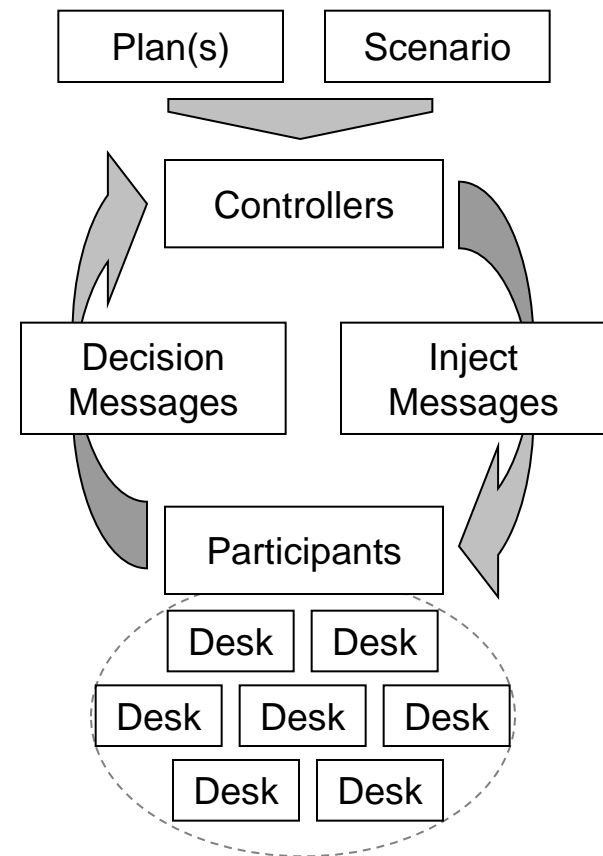 Plan(s)
Scenario
Controllers
Decision
Messages
Inject
Messages
Participants
Desk
Desk
Desk
Desk
Desk
Desk
Desk